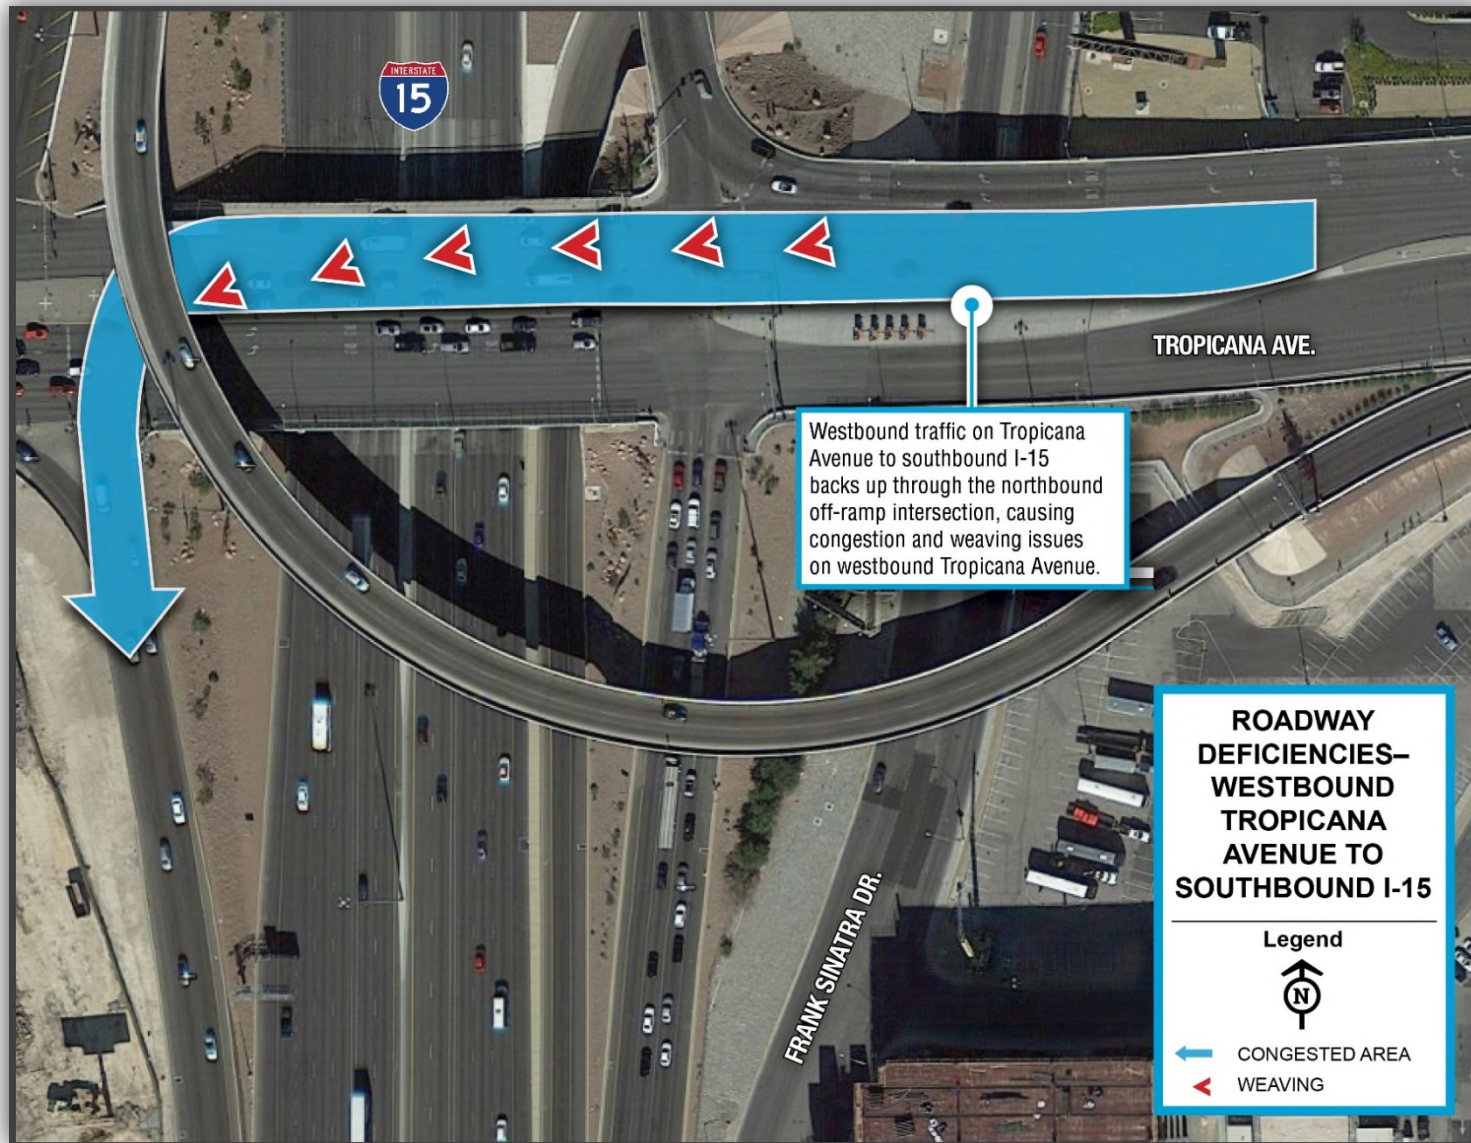 INTERSTATE
15
TROPICANA AVE.
Westbound traffic on Tropicana
Avenue to southbound I-15
backs up through the northbound
off-ramp intersection, causing
congestion and weaving issues
on westbound Tropicana Avenue.
FRANK SINATRA DR.
ROADWAY
DEFICIENCIES–
WESTBOUND
TROPICANA
AVENUE TO
SOUTHBOUND I-15
Legend
N
CONGESTED AREA
WEAVING